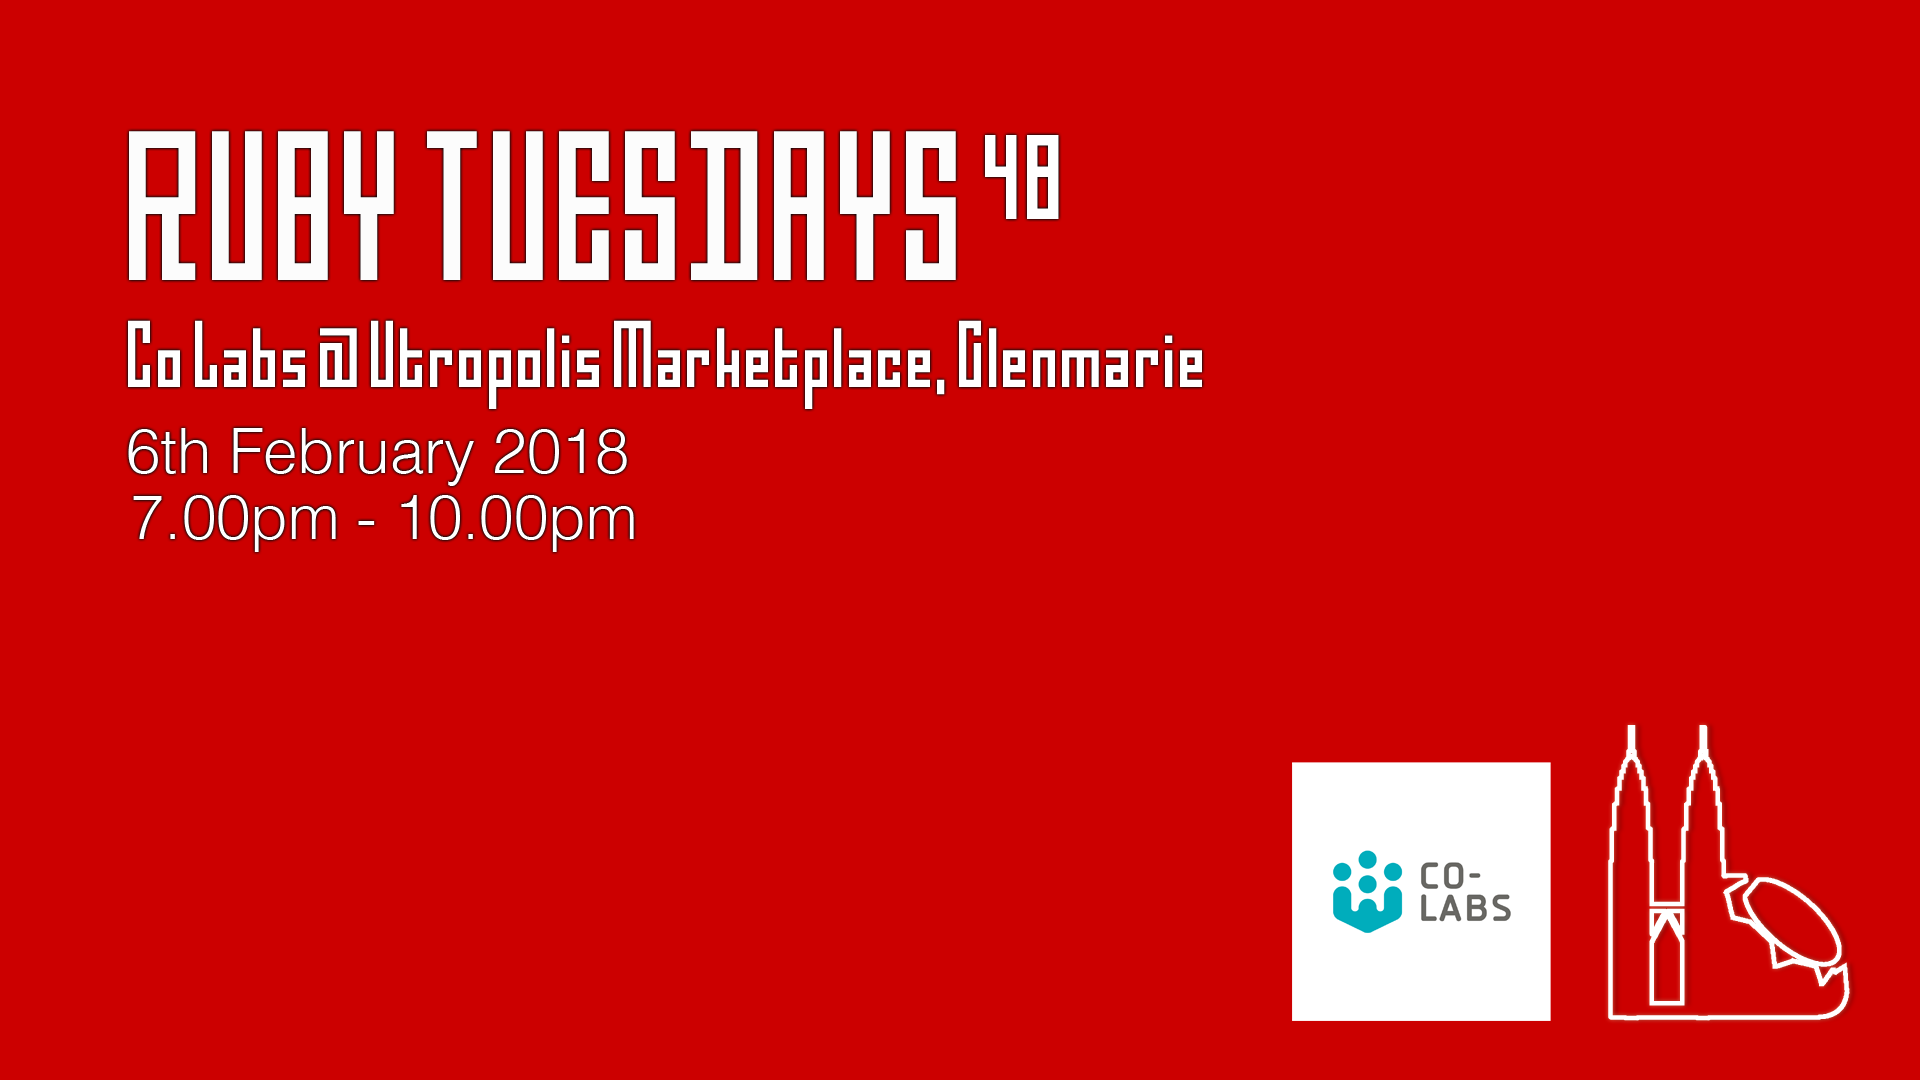 RUBY TUESDAYS 48
Co Labs @ Utropolis Marketplace, Glenmarie
6th February 2018
7.00pm - 10.00pm
CO-
LABS